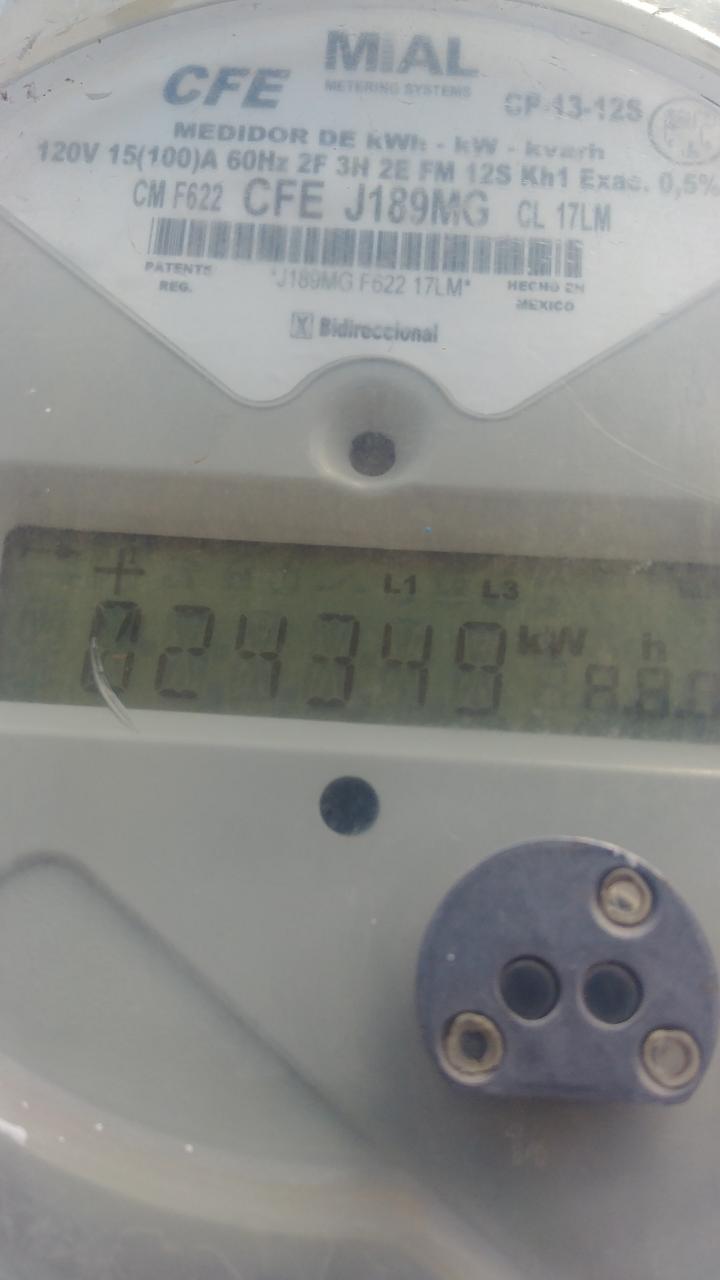 MIAL
METERING SYSTEMS
CFE
CP-13-12S
MEDIDOR DE kWh - kW - kvarh
120V 15(100)A 60Hz 2F 3H 2E FM 12S Kh1 Exac. 0,5%
CM F622 CFE J189MG CL 17LM
PATENTE REG.
*J189MG F622 17LM*
HECHO EN MEXICO
X Bidireccional
+ L1 L3
024349 kW h